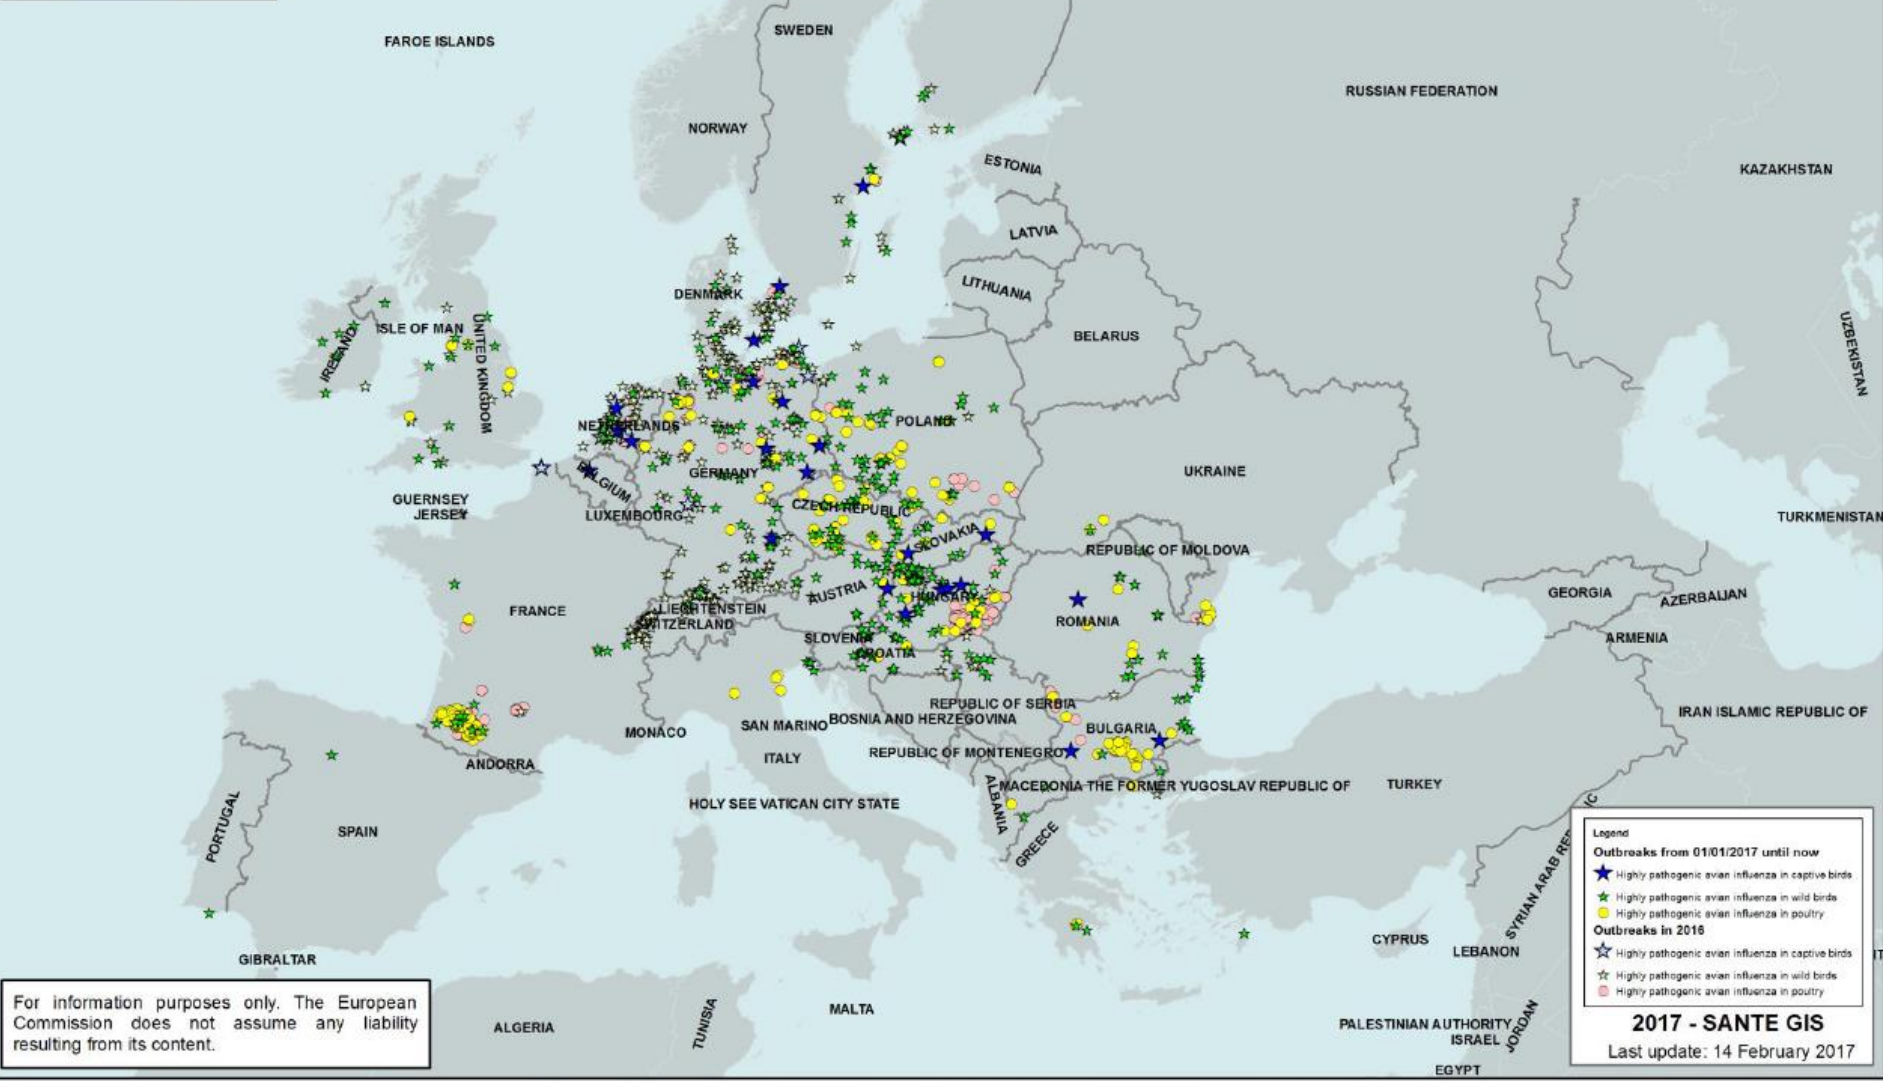 SWEDEN
FAROE ISLANDS
RUSSIAN FEDERATION
NORWAY
ESTONIA
KAZAKHSTAN
LATVIA
LITHUANIA
DENMARK
ISLE OF MAN
IRELAND
UNITED KINGDOM
BELARUS
UZBEKISTAN
NETHERLANDS
POLAND
GERMANY
UKRAINE
BELGIUM
GUERNSEY
JERSEY
LUXEMBOURG
CZECH REPUBLIC
TURKMENISTAN
SLOVAKIA
REPUBLIC OF MOLDOVA
AUSTRIA
HUNGARY
FRANCE
LIECHTENSTEIN
SWITZERLAND
ROMANIA
GEORGIA
AZERBAIJAN
SLOVENIA
CROATIA
ARMENIA
REPUBLIC OF SERBIA
BOSNIA AND HERZEGOVINA
SAN MARINO
MONACO
BULGARIA
IRAN ISLAMIC REPUBLIC OF
ITALY
REPUBLIC OF MONTENEGRO
ANDORRA
MACEDONIA THE FORMER YUGOSLAV REPUBLIC OF
TURKEY
ALBANIA
HOLY SEE VATICAN CITY STATE
PORTUGAL
SPAIN
GREECE
SYRIAN ARAB REP
IC
GIBRALTAR
CYPRUS
LEBANON
MALTA
ALGERIA
TUNISIA
PALESTINIAN AUTHORITY
ISRAEL
JORDAN
EGYPT
For information purposes only. The European
Commission does not assume any liability
resulting from its content.
Legend
Outbreaks from 01/01/2017 until now
Highly pathogenic avian influenza in captive birds
Highly pathogenic avian influenza in wild birds
Highly pathogenic avian influenza in poultry
Outbreaks in 2016
Highly pathogenic avian influenza in captive birds
Highly pathogenic avian influenza in wild birds
Highly pathogenic avian influenza in poultry
2017 - SANTE GIS
Last update: 14 February 2017